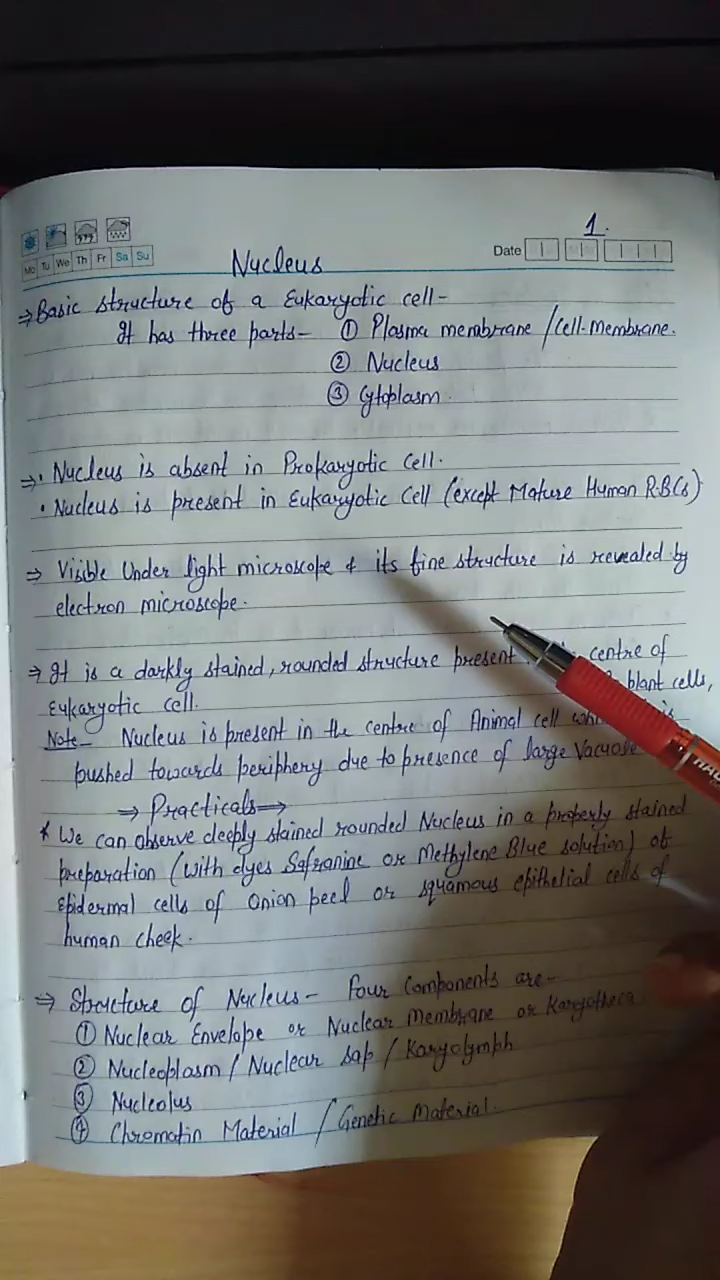 1.
Mo Tu We Th Fr Sa Su
Date
Nucleus
⇒ Basic structure of a Eukaryotic cell-
It has three parts- ① Plasma membrane / Cell-Membrane.
② Nucleus
③ Cytoplasm.
⇒ • Nucleus is absent in Prokaryotic Cell.
• Nucleus is present in Eukaryotic Cell (except Mature Human R.B.Cs)
⇒ Visible Under light microscope & its fine structure is revealed by
electron microscope.
⇒ It is a darkly stained, rounded structure present centre of
Eukaryotic cell. plant cells,
Note- Nucleus is present in the centre of Animal cell is
pushed towards periphery due to presence of large Vacuole
⇒ Practicals ⇒
* We can observe deeply stained rounded Nucleus in a properly stained
preparation (with dyes Safranine or Methylene Blue solution) of
Epidermal cells of Onion peel or squamous epithelial cells of
human cheek.
⇒ Structure of Nucleus- Four Components are-
① Nuclear Envelope or Nuclear Membrane or Karyotheca
② Nucleoplasm / Nuclear Sap / Karyolymph
③ Nucleolus
④ Chromatin Material / Genetic Material.